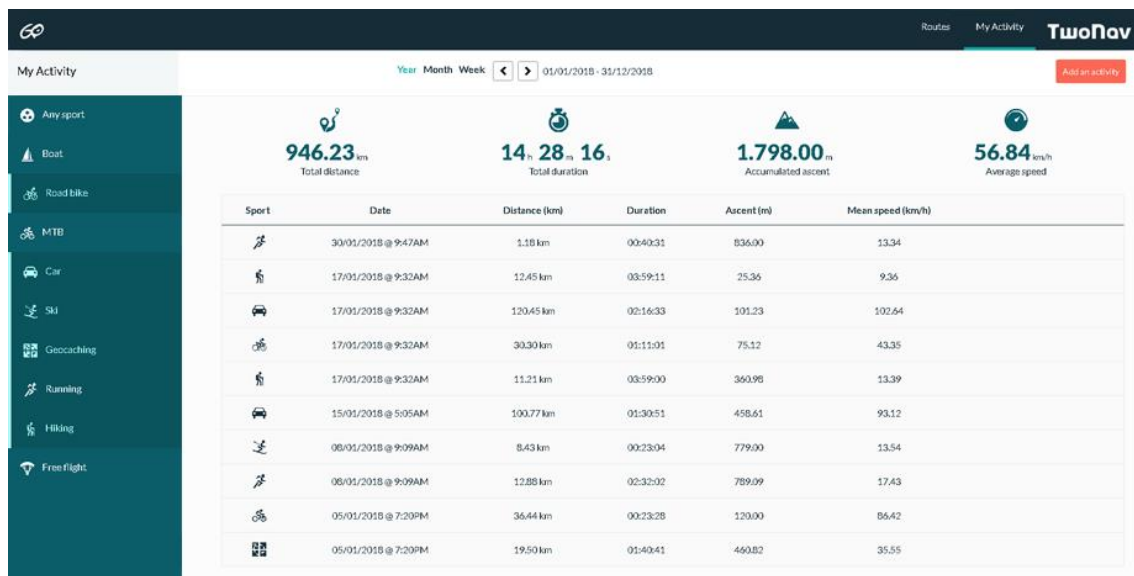 GO
Routes My Activity TwoNav
My Activity
Year Month Week < > 01/01/2018 - 31/12/2018
Add an activity
Any sport
Boat
Road bike
MTB
Car
Ski
Geocaching
Running
Hiking
Free flight
946.23 km 14 h 28 m 16 s 1.798.00 m 56.84 km/h
Total distance Total duration Accumulated ascent Average speed
Sport Date Distance (km) Duration Ascent (m) Mean speed (km/h)
30/01/2018 @ 9:47AM 1.18 km 00:40:31 836.00 13.34
17/01/2018 @ 9:32AM 12.45 km 03:59:11 25.36 9.36
17/01/2018 @ 9:32AM 120.45 km 02:16:33 101.23 102.64
17/01/2018 @ 9:32AM 30.30 km 01:11:01 75.12 43.35
17/01/2018 @ 9:32AM 11.21 km 03:59:00 360.98 13.39
15/01/2018 @ 5:05AM 100.77 km 01:30:51 458.61 93.12
08/01/2018 @ 9:09AM 8.43 km 00:23:04 779.00 13.54
08/01/2018 @ 9:09AM 12.88 km 02:32:02 789.09 17.43
05/01/2018 @ 7:20PM 36.44 km 00:23:28 120.00 86.42
05/01/2018 @ 7:20PM 19.50 km 01:40:41 460.82 35.55